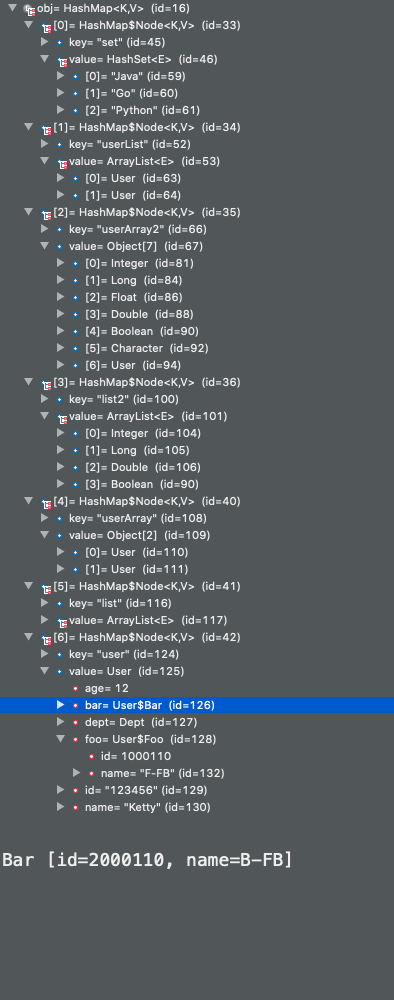 obj= HashMap<K,V> (id=16)
[0]= HashMap$Node<K,V> (id=33)
key= "set" (id=45)
value= HashSet<E> (id=46)
[0]= "Java" (id=59)
[1]= "Go" (id=60)
[2]= "Python" (id=61)
[1]= HashMap$Node<K,V> (id=34)
key= "userList" (id=52)
value= ArrayList<E> (id=53)
[0]= User (id=63)
[1]= User (id=64)
[2]= HashMap$Node<K,V> (id=35)
key= "userArray2" (id=66)
value= Object[7] (id=67)
[0]= Integer (id=81)
[1]= Long (id=84)
[2]= Float (id=86)
[3]= Double (id=88)
[4]= Boolean (id=90)
[5]= Character (id=92)
[6]= User (id=94)
[3]= HashMap$Node<K,V> (id=36)
key= "list2" (id=100)
value= ArrayList<E> (id=101)
[0]= Integer (id=104)
[1]= Long (id=105)
[2]= Double (id=106)
[3]= Boolean (id=90)
[4]= HashMap$Node<K,V> (id=40)
key= "userArray" (id=108)
value= Object[2] (id=109)
[0]= User (id=110)
[1]= User (id=111)
[5]= HashMap$Node<K,V> (id=41)
key= "list" (id=116)
value= ArrayList<E> (id=117)
[6]= HashMap$Node<K,V> (id=42)
key= "user" (id=124)
value= User (id=125)
age= 12
bar= User$Bar (id=126)
dept= Dept (id=127)
foo= User$Foo (id=128)
id= 1000110
name= "F-FB" (id=132)
id= "123456" (id=129)
name= "Ketty" (id=130)
Bar [id=2000110, name=B-FB]